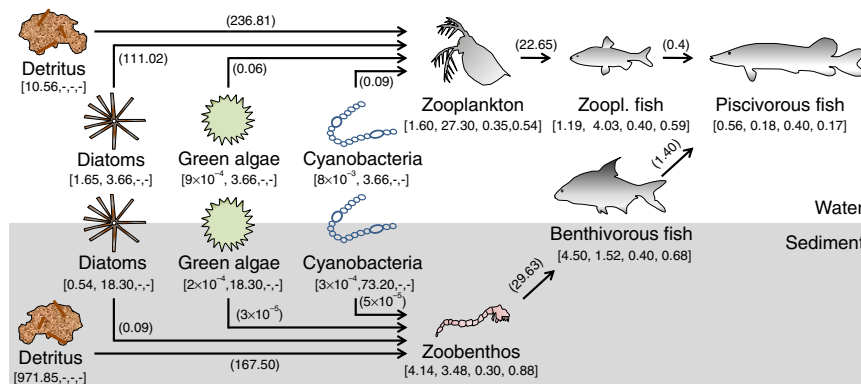 (236.81)
Detritus
[10.56,-,-,-]
(111.02)
(0.06)
(0.09)
(22.65)
(0.4)
Zooplankton
[1.60, 27.30, 0.35,0.54]
Zoopl. fish
[1.19, 4.03, 0.40, 0.59]
Piscivorous fish
[0.56, 0.18, 0.40, 0.17]
Diatoms
[1.65, 3.66,-,-]
Green algae
[9×10⁻⁴, 3.66,-,-]
Cyanobacteria
[8×10⁻³, 3.66,-,-]
(1.40)
Water
Sediment
Benthivorous fish
[4.50, 1.52, 0.40, 0.68]
Diatoms
[0.54, 18.30,-,-]
Green algae
[2×10⁻⁴,18.30,-,-]
Cyanobacteria
[3×10⁻⁴,73.20,-,-]
(29.63)
(5×10⁻⁵)
(3×10⁻⁵)
(0.09)
(167.50)
Detritus
[971.85,-,-,-]
Zoobenthos
[4.14, 3.48, 0.30, 0.88]